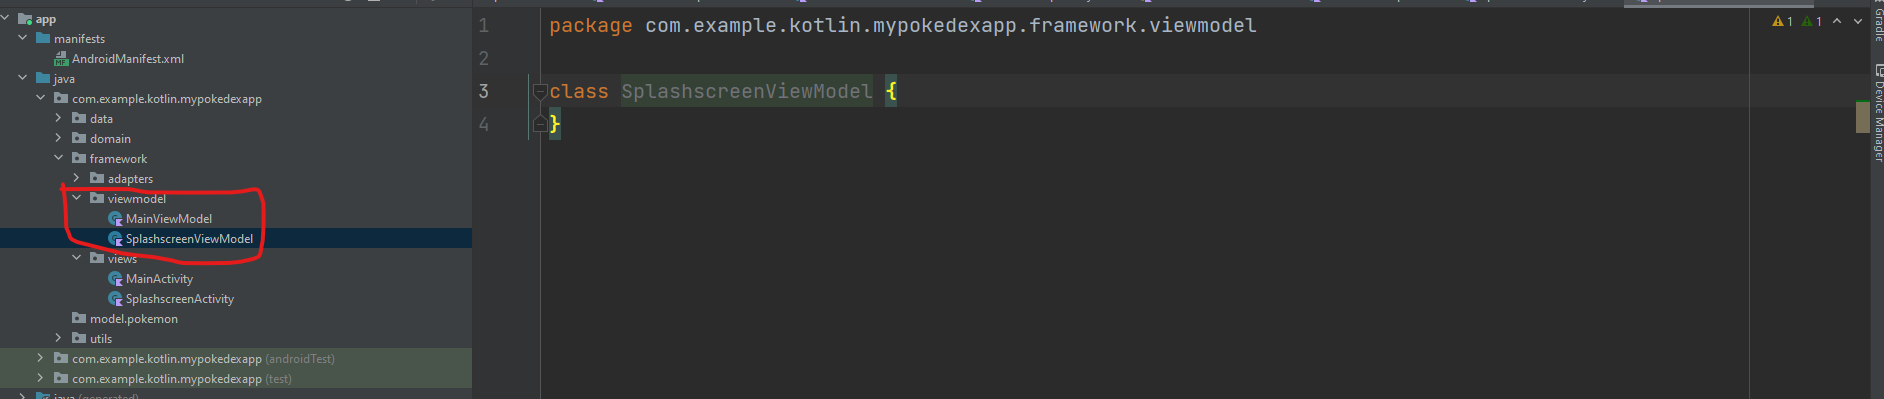 app
manifests
AndroidManifest.xml
java
com.example.kotlin.mypokedexapp
data
domain
framework
adapters
viewmodel
MainViewModel
SplashscreenViewModel
views
MainActivity
SplashscreenActivity
model.pokemon
utils
com.example.kotlin.mypokedexapp (androidTest)
com.example.kotlin.mypokedexapp (test)
java (generated)
1 package com.example.kotlin.mypokedexapp.framework.viewmodel
2
3 class SplashscreenViewModel {
4 }
1 1
Gradle
Device Manager